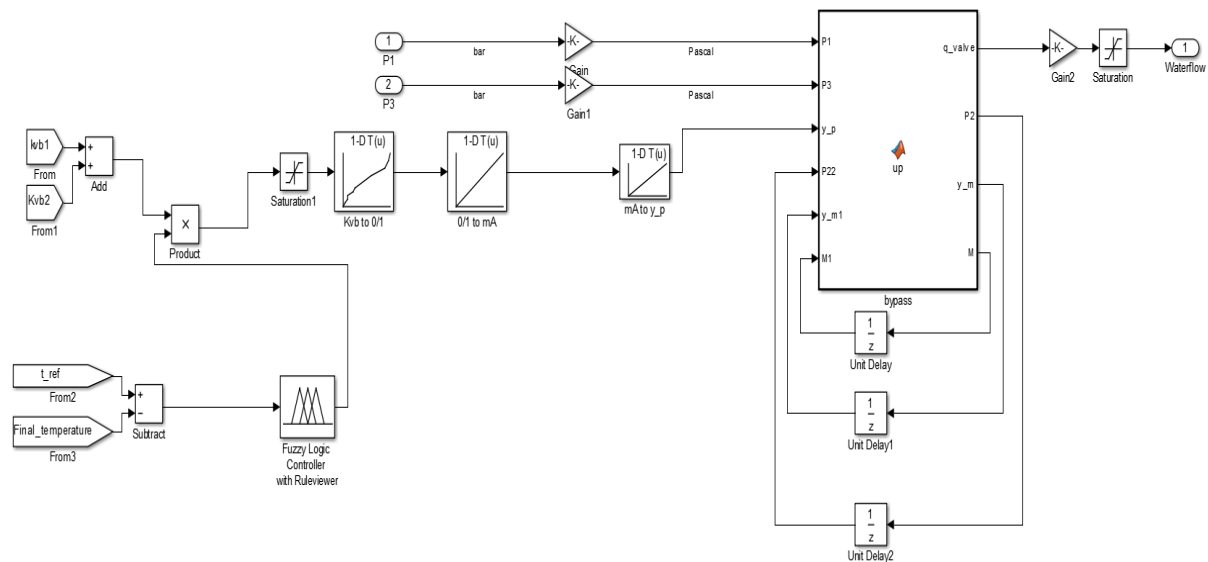 1
P1
bar
-K-
Gain
Pascal
P1
2
P3
bar
-K-
Gain1
Pascal
P3
q_valve
-K-
Gain2
Saturation
1
Waterflow
kvb1
From
Kvb2
From1
+
+
Add
×
Product
Saturation1
1-D T(u)
Kvb to 0/1
1-D T(u)
0/1 to mA
1-D T(u)
mA to y_p
y_p
P22
y_m1
M1
up
P2
y_m
M
bypass
1
z
Unit Delay
1
z
Unit Delay1
1
z
Unit Delay2
t_ref
From2
Final_temperature
From3
+
−
Subtract
Fuzzy Logic
Controller
with Ruleviewer